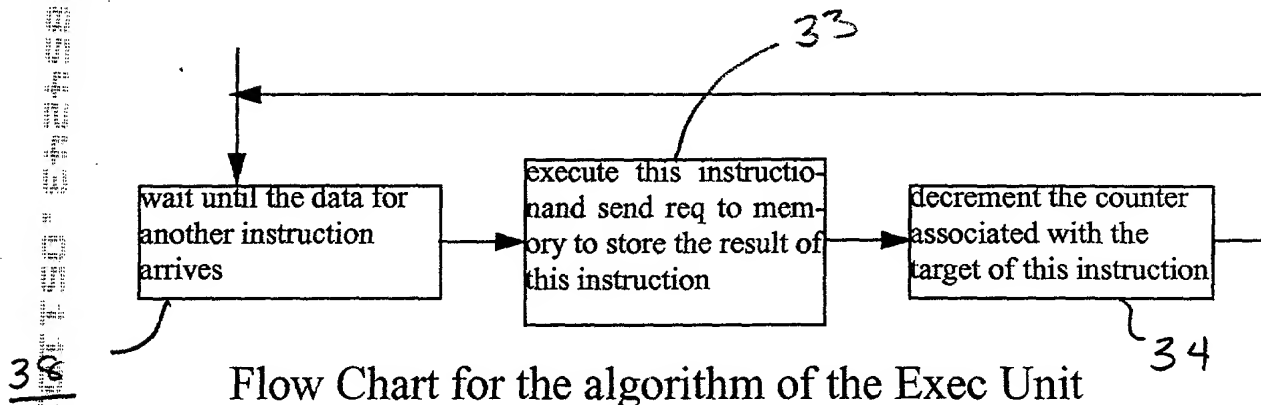 33
wait until the data for
another instruction
arrives
execute this instructio-
nand send req to mem-
ory to store the result of
this instruction
decrement the counter
associated with the
target of this instruction
34
38
Flow Chart for the algorithm of the Exec Unit